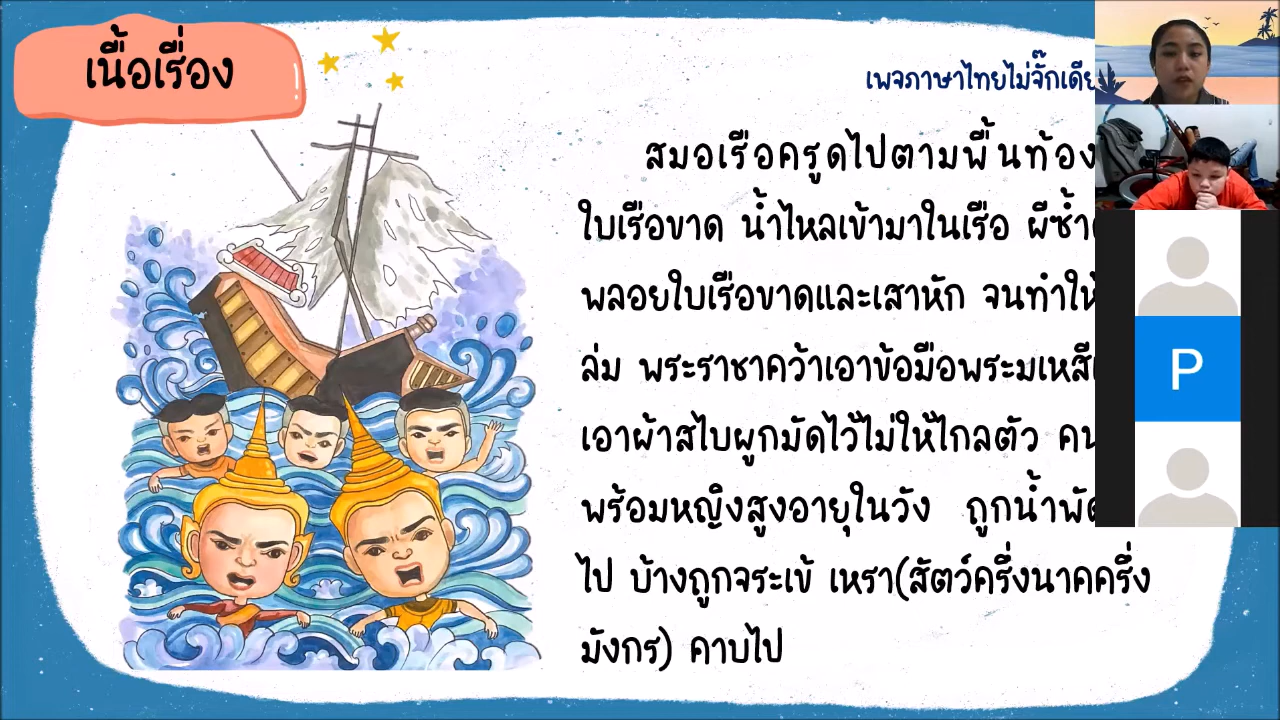 เนื้อเรื่อง
เพจภาษาไทยไม่จั๊กเดีย
สมอเรือครูดไปตามพื้นท้อง
ใบเรือขาด น้ำไหลเข้ามาในเรือ ผีซ้ำ
พลอยใบเรือขาดและเสาหัก จนทำให้
ล่ม พระราชาคว้าเอาข้อมือพระมเหสี
เอาผ้าสไบผูกมัดไว้ไม่ให้ไกลตัว
พร้อมหญิงสูงอายุในวัง ถูกน้ำพัด
ไป บ้างถูกจระเข้ เหรา(สัตว์ครึ่งนาคครึ่ง
มังกร) คาบไป
P